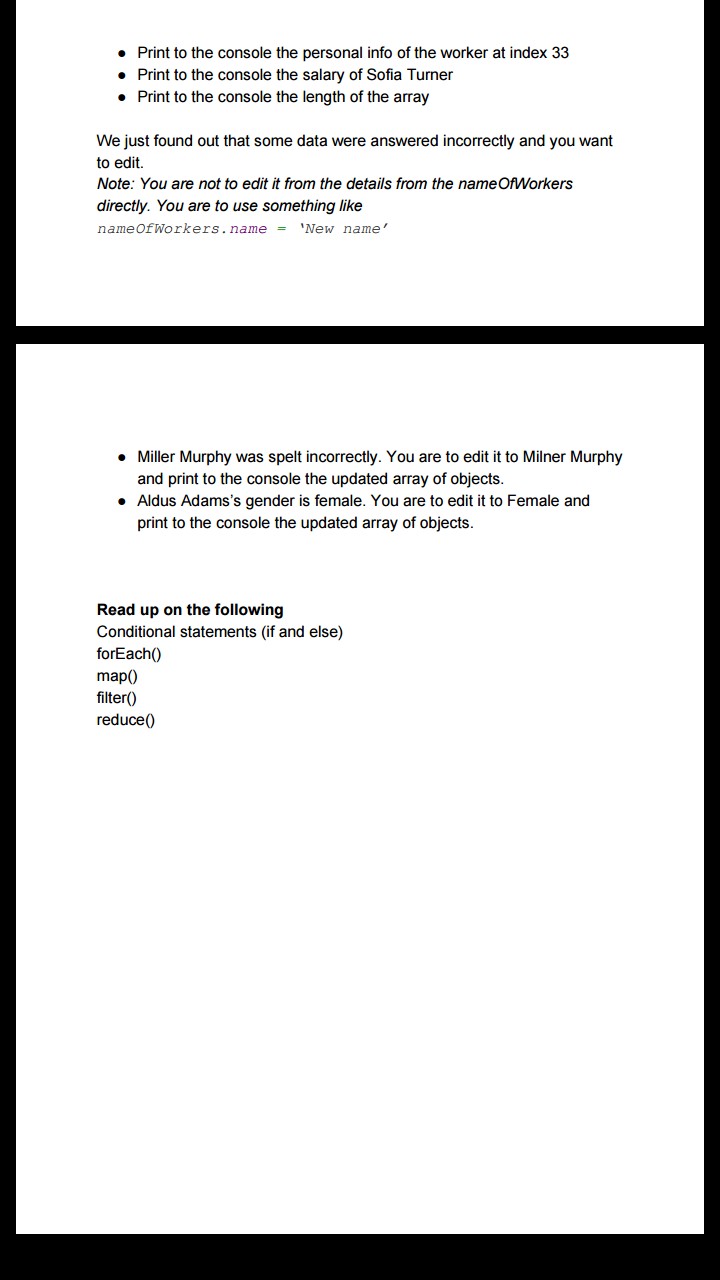 ● Print to the console the personal info of the worker at index 33
● Print to the console the salary of Sofia Turner
● Print to the console the length of the array
We just found out that some data were answered incorrectly and you want
to edit.
Note: You are not to edit it from the details from the nameOfWorkers
directly. You are to use something like
nameOfWorkers.name = ‘New name’
● Miller Murphy was spelt incorrectly. You are to edit it to Milner Murphy
and print to the console the updated array of objects.
● Aldus Adams’s gender is female. You are to edit it to Female and
print to the console the updated array of objects.
Read up on the following
Conditional statements (if and else)
forEach()
map()
filter()
reduce()